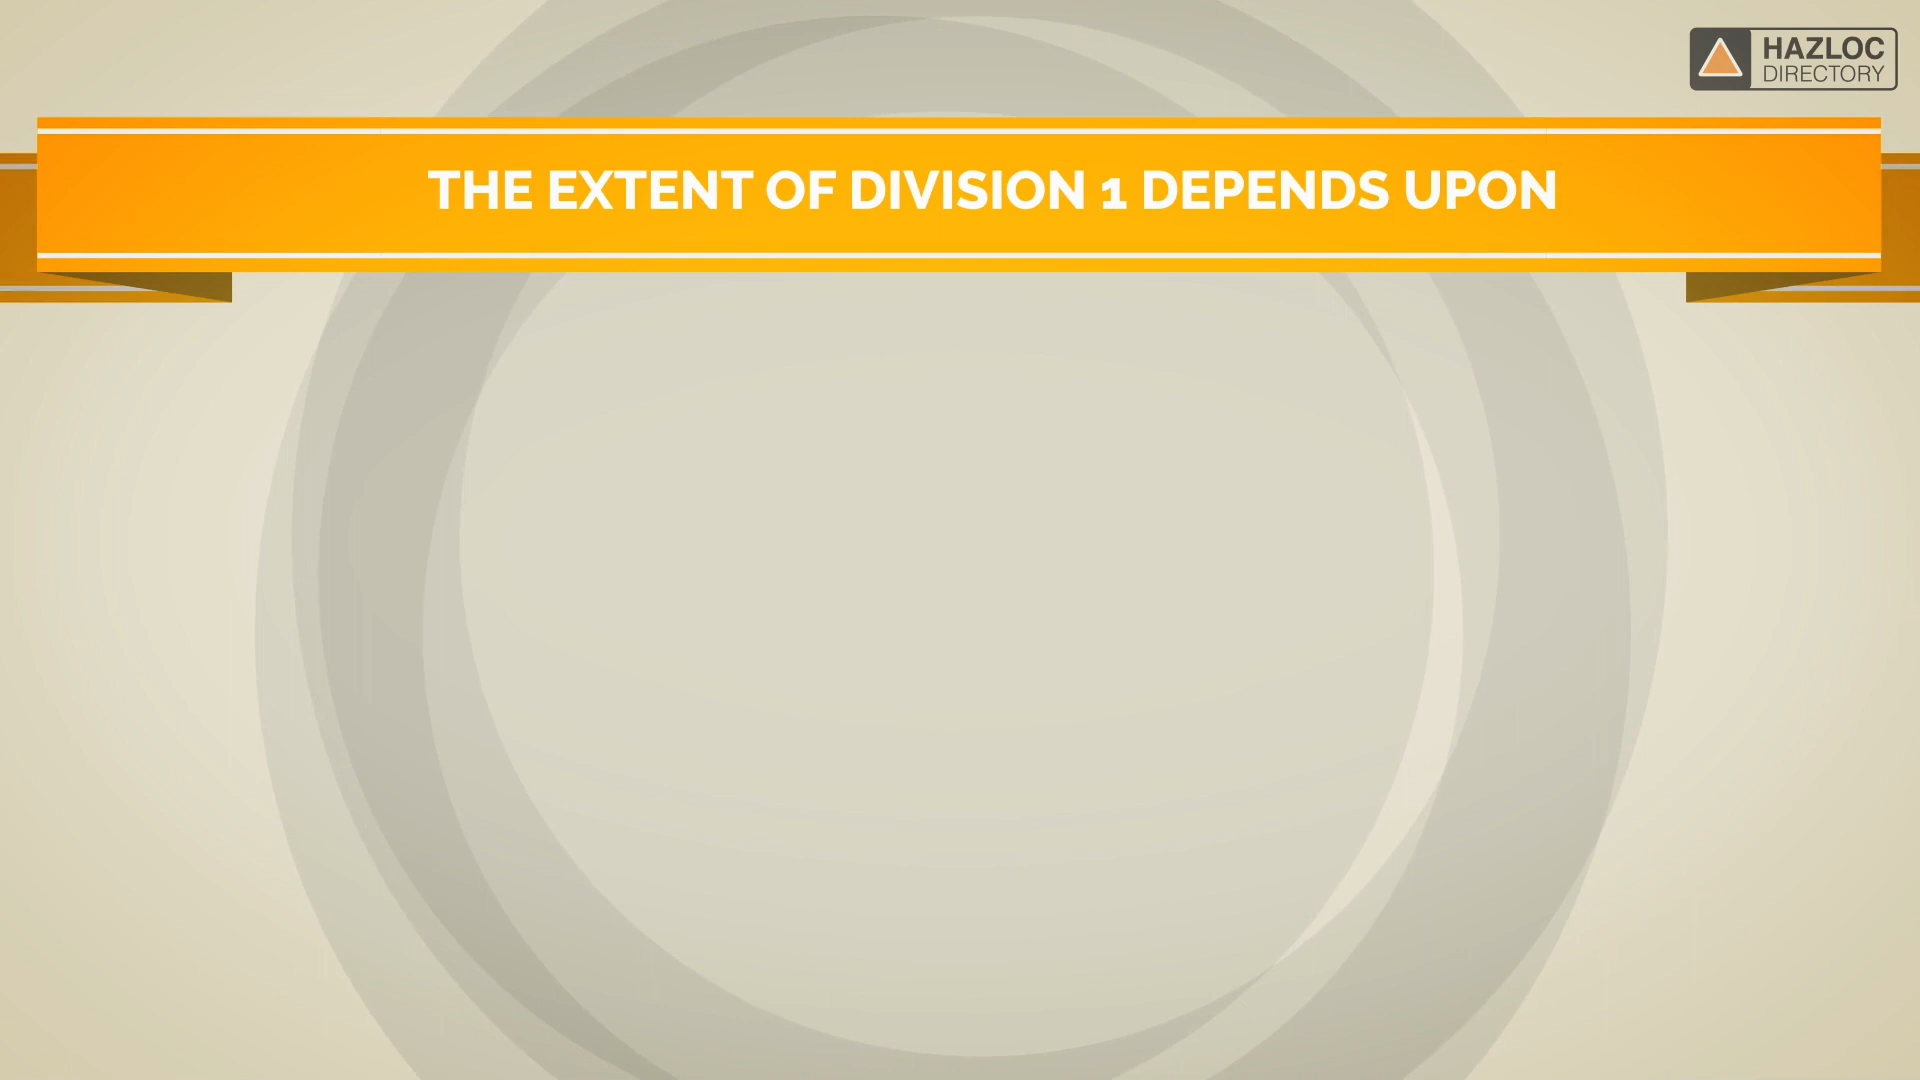 HAZLOC
DIRECTORY
THE EXTENT OF DIVISION 1 DEPENDS UPON